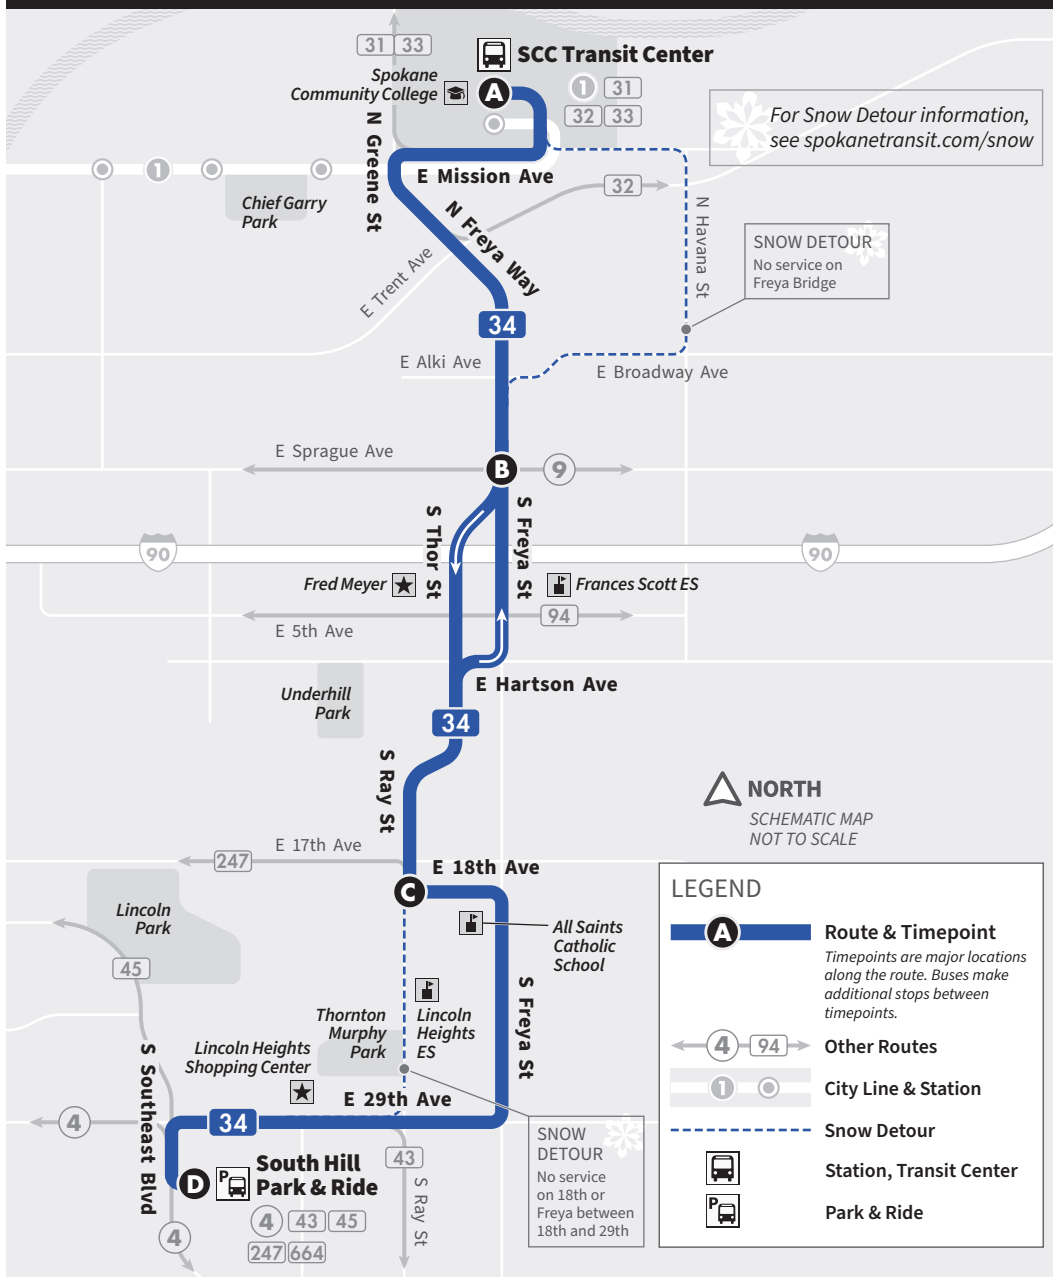 31 33
SCC Transit Center
Spokane
Community College
A
1 31
32 33
For Snow Detour information,
see spokanetransit.com/snow
N Greene St
E Mission Ave
1
32
Chief Garry
Park
N Freya Way
N Havana St
SNOW DETOUR
No service on
Freya Bridge
E Trent Ave
34
E Alki Ave
E Broadway Ave
E Sprague Ave
B
9
S Thor St
S Freya St
90
90
Fred Meyer
Frances Scott ES
94
E 5th Ave
E Hartson Ave
Underhill
Park
34
S Ray St
NORTH
SCHEMATIC MAP
NOT TO SCALE
E 17th Ave
247
E 18th Ave
C
Lincoln
Park
All Saints
Catholic
School
45
S Freya St
Thornton
Murphy
Park
Lincoln
Heights
ES
Lincoln Heights
Shopping Center
E 29th Ave
S Southeast Blvd
4
34
43
S Ray St
D
P
South Hill
Park & Ride
4 43 45
247 664
4
SNOW
DETOUR
No service
on 18th or
Freya between
18th and 29th
LEGEND
A
Route & Timepoint
Timepoints are major locations
along the route. Buses make
additional stops between
timepoints.
4 94
Other Routes
1
City Line & Station
Snow Detour
Station, Transit Center
P
Park & Ride